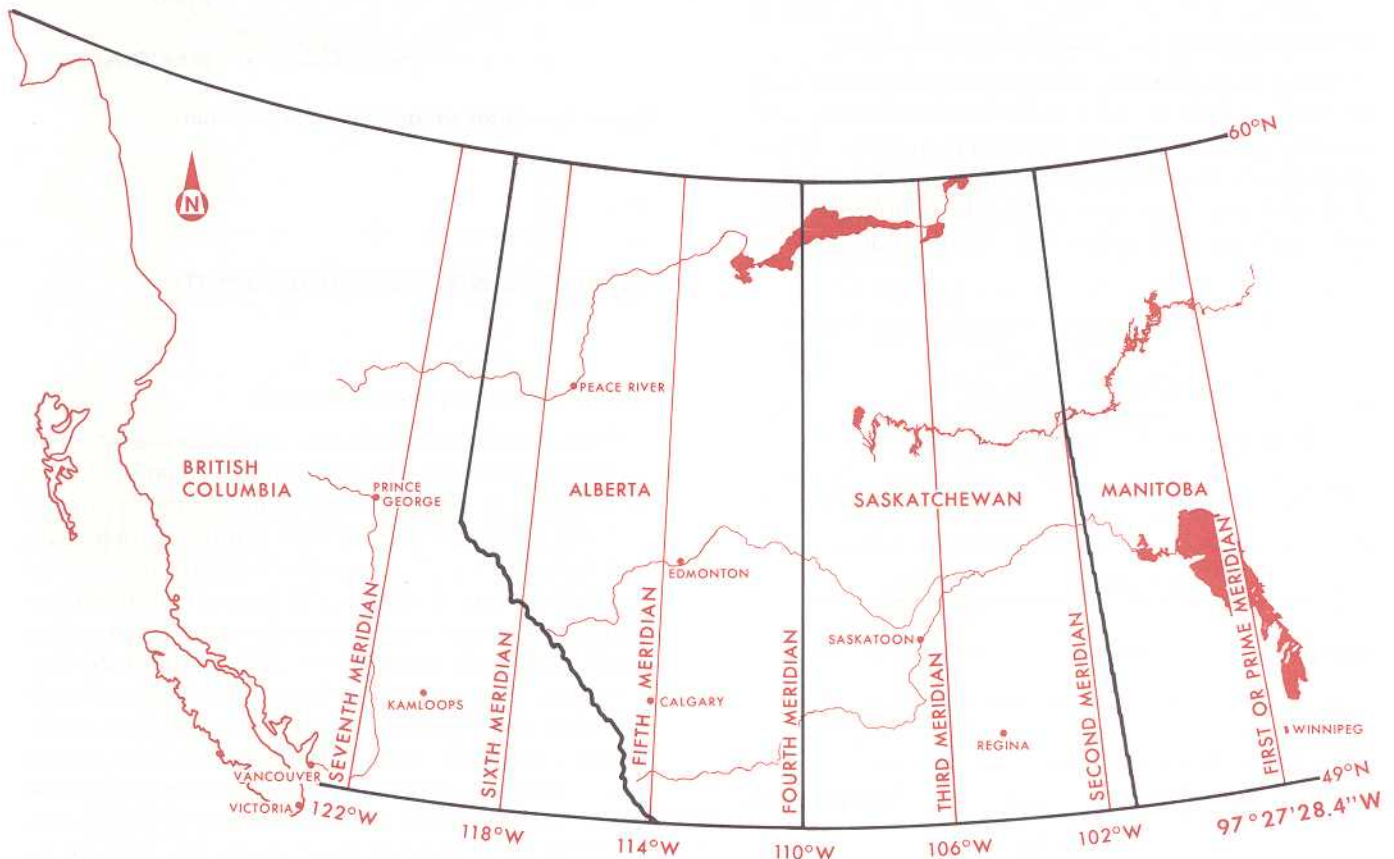 60°N
N
PEACE RIVER
BRITISH
COLUMBIA
PRINCE
GEORGE
ALBERTA
SASKATCHEWAN
MANITOBA
EDMONTON
SASKATOON
KAMLOOPS
CALGARY
REGINA
WINNIPEG
VANCOUVER
VICTORIA
SEVENTH MERIDIAN
SIXTH MERIDIAN
FIFTH MERIDIAN
FOURTH MERIDIAN
THIRD MERIDIAN
SECOND MERIDIAN
FIRST OR PRIME MERIDIAN
49°N
122°W
118°W
114°W
110°W
106°W
102°W
97°27'28.4"W